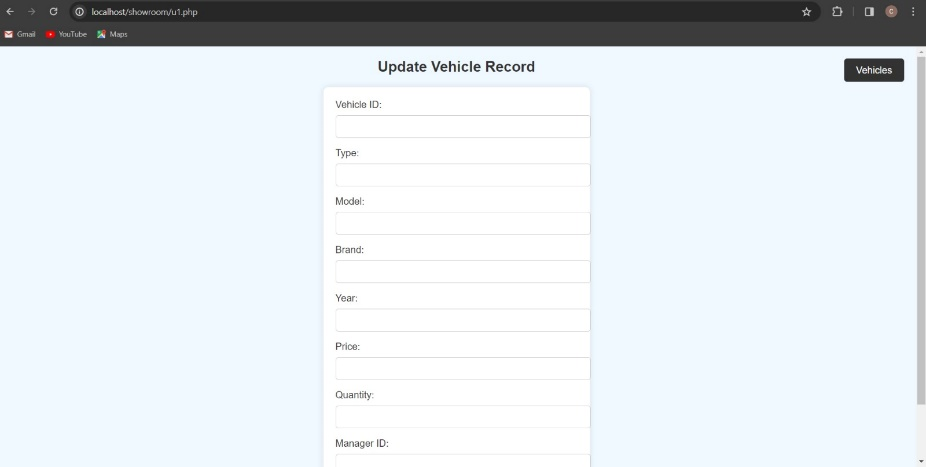 localhost/showroom/u1.php
C
Gmail
YouTube
Maps
Update Vehicle Record
Vehicles
Vehicle ID:
Type:
Model:
Brand:
Year:
Price:
Quantity:
Manager ID: